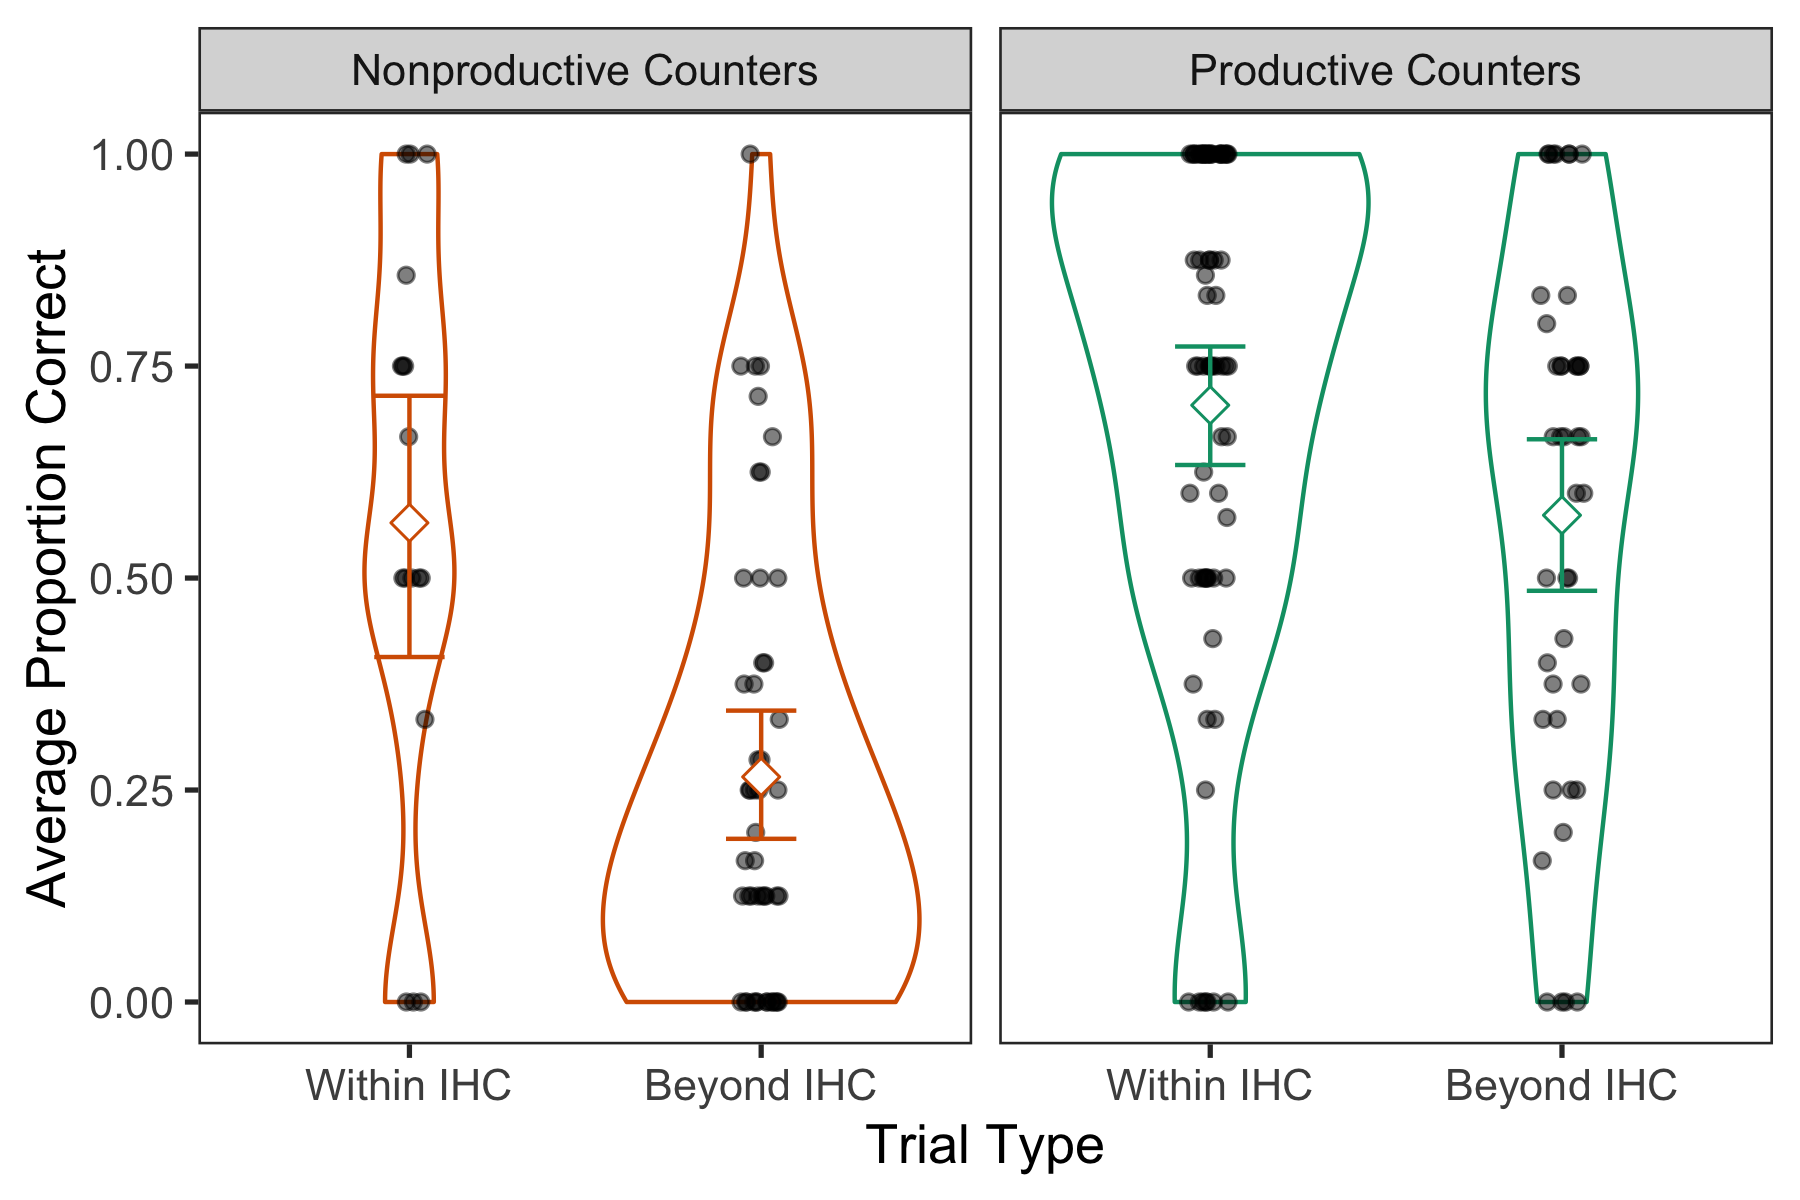 Nonproductive Counters
Productive Counters
Average Proportion Correct
1.00
0.75
0.50
0.25
0.00
Within IHC
Beyond IHC
Within IHC
Beyond IHC
Trial Type